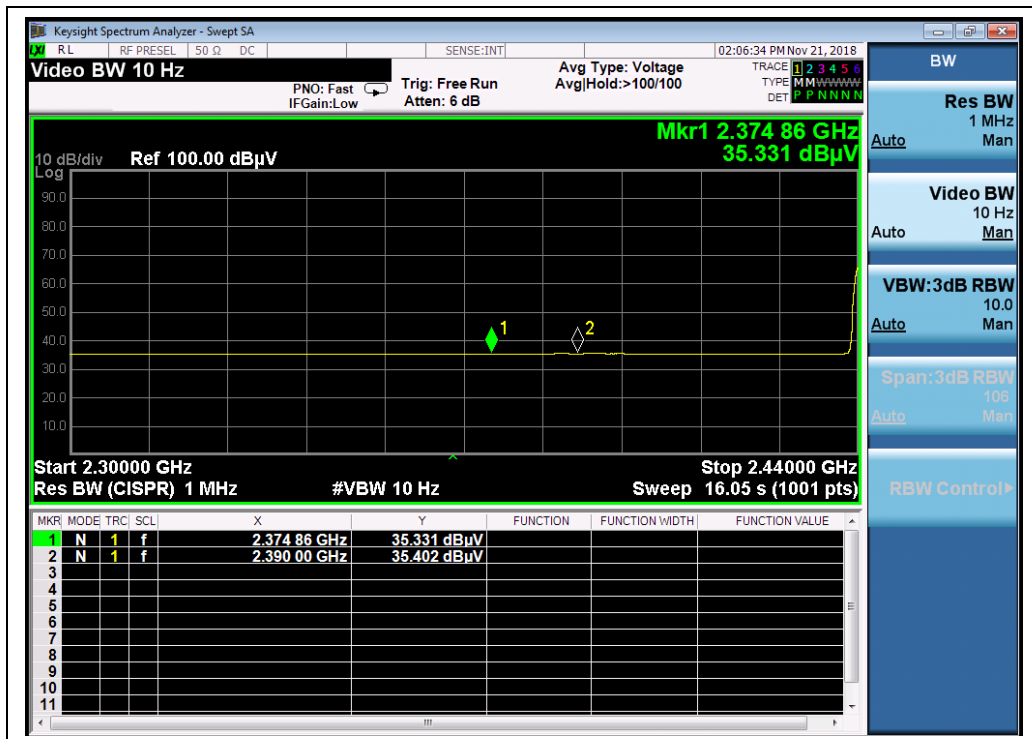 Keysight Spectrum Analyzer - Swept SA
LXI RL RF PRESEL 50 Ω DC SENSE:INT 02:06:34 PM Nov 21, 2018
Video BW 10 Hz
PNO: Fast
IFGain:Low
Trig: Free Run
Atten: 6 dB
Avg Type: Voltage
Avg|Hold:>100/100
TRACE 1 2 3 4 5 6
TYPE MMWWWW
DET P P N N N N
Mkr1 2.374 86 GHz
35.331 dBµV
10 dB/div Ref 100.00 dBµV
Log
90.0
80.0
70.0
60.0
50.0
40.0
30.0
20.0
10.0
1
2
Start 2.30000 GHz Stop 2.44000 GHz
Res BW (CISPR) 1 MHz #VBW 10 Hz Sweep 16.05 s (1001 pts)
MKR MODE TRC SCL X Y FUNCTION FUNCTION WIDTH FUNCTION VALUE
1 N 1 f 2.374 86 GHz 35.331 dBµV
2 N 1 f 2.390 00 GHz 35.402 dBµV
3
4
5
6
7
8
9
10
11
BW
Res BW
1 MHz
Auto Man
Video BW
10 Hz
Auto Man
VBW:3dB RBW
10.0
Auto Man
Span:3dB RBW
106
Auto Man
RBW Control